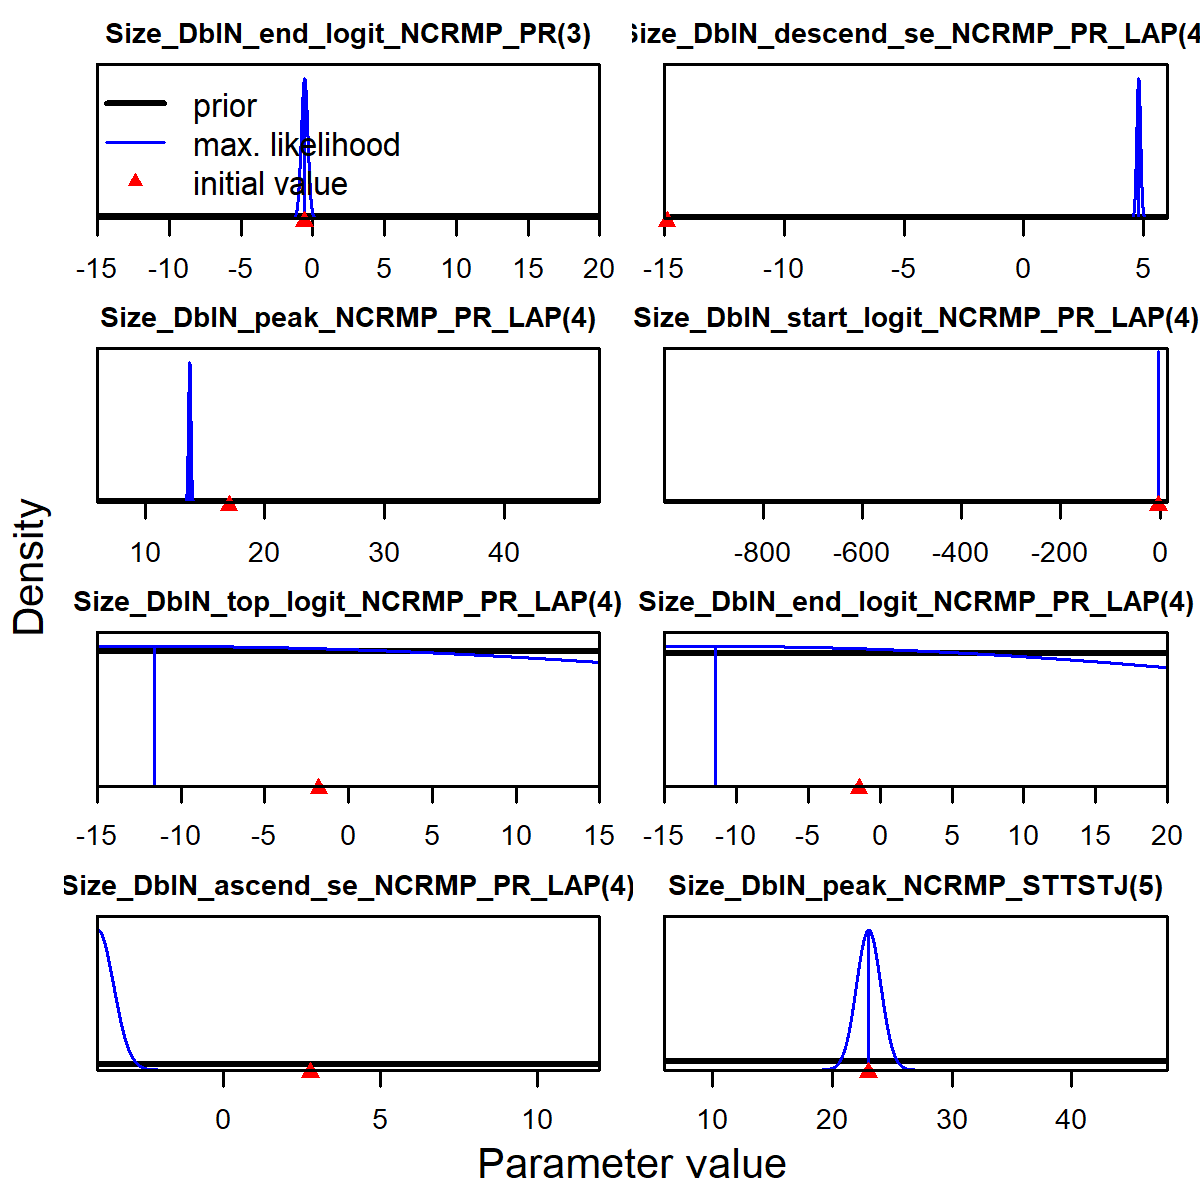 Size_DblN_end_logit_NCRMP_PR(3)
Size_DblN_descend_se_NCRMP_PR_LAP(4
prior
max. likelihood
initial value
-15 -10 -5 0 5 10 15 20
-15 -10 -5 0 5
Size_DblN_peak_NCRMP_PR_LAP(4)
Size_DblN_start_logit_NCRMP_PR_LAP(4)
10 20 30 40
-800 -600 -400 -200 0
Size_DblN_top_logit_NCRMP_PR_LAP(4)
Size_DblN_end_logit_NCRMP_PR_LAP(4)
-15 -10 -5 0 5 10 15
-15 -10 -5 0 5 10 15 20
Size_DblN_ascend_se_NCRMP_PR_LAP(4)
Size_DblN_peak_NCRMP_STTSTJ(5)
0 5 10
10 20 30 40
Density
Parameter value